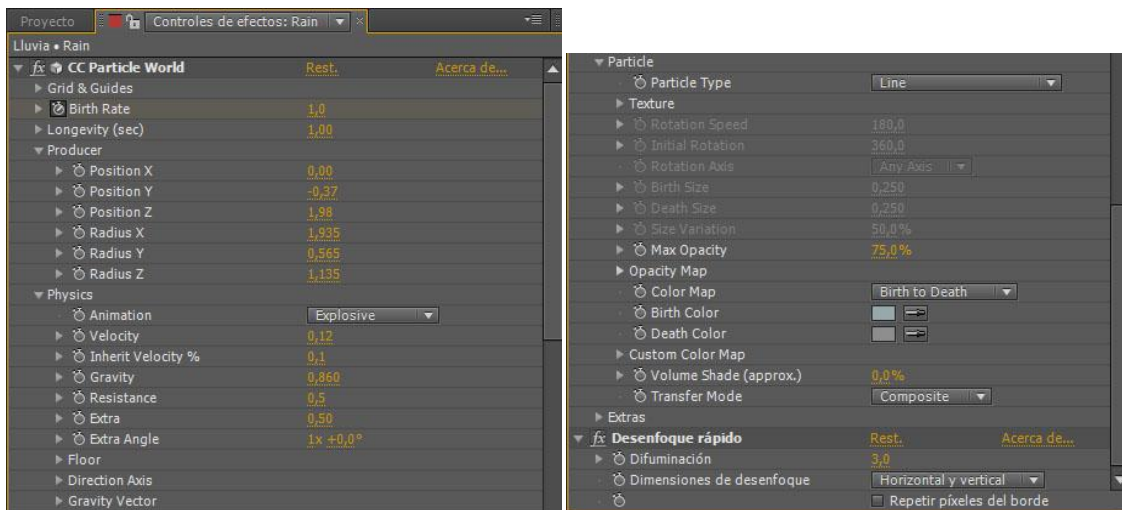 Proyecto Controles de efectos: Rain
Lluvia • Rain
fx CC Particle World Rest. Acerca de...
Grid & Guides
Birth Rate 1,0
Longevity (sec) 1,00
Producer
Position X 0,00
Position Y -0,37
Position Z 1,98
Radius X 1,935
Radius Y 0,565
Radius Z 1,135
Physics
Animation Explosive
Velocity 0,12
Inherit Velocity % 0,1
Gravity 0,860
Resistance 0,5
Extra 0,50
Extra Angle 1x +0,0°
Floor
Direction Axis
Gravity Vector
Particle
Particle Type Line
Texture
Rotation Speed 180,0
Initial Rotation 360,0
Rotation Axis Any Axis
Birth Size 0,250
Death Size 0,250
Size Variation 50,0%
Max Opacity 75,0%
Opacity Map
Color Map Birth to Death
Birth Color
Death Color
Custom Color Map
Volume Shade (approx.) 0,0%
Transfer Mode Composite
Extras
fx Desenfoque rápido Rest. Acerca de...
Difuminación 3,0
Dimensiones de desenfoque Horizontal y vertical
Repetir píxeles del borde